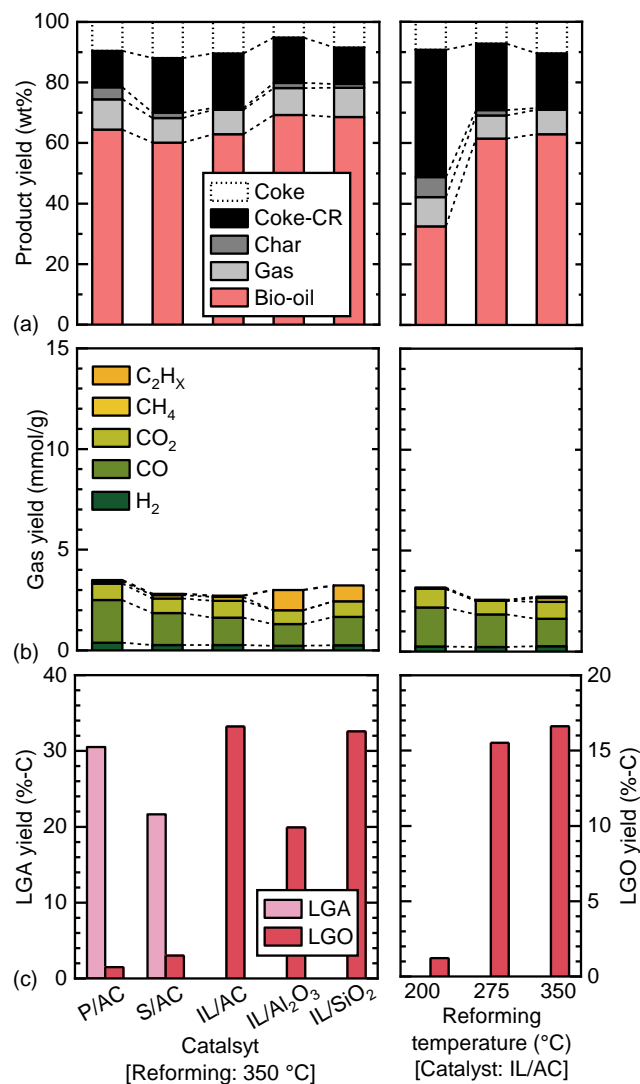 100
80
60
40
20
0
Product yield (wt%)
Coke
Coke-CR
Char
Gas
Bio-oil
(a)
15
10
5
0
Gas yield (mmol/g)
C₂Hₓ
CH₄
CO₂
CO
H₂
(b)
40
30
20
10
0
LGA yield (%-C)
LGA
LGO
(c)
20
15
10
5
0
LGO yield (%-C)
P/AC
S/AC
IL/AC
IL/Al₂O₃
IL/SiO₂
Catalsyt
[Reforming: 350 °C]
200 275 350
Reforming
temperature (°C)
[Catalyst: IL/AC]